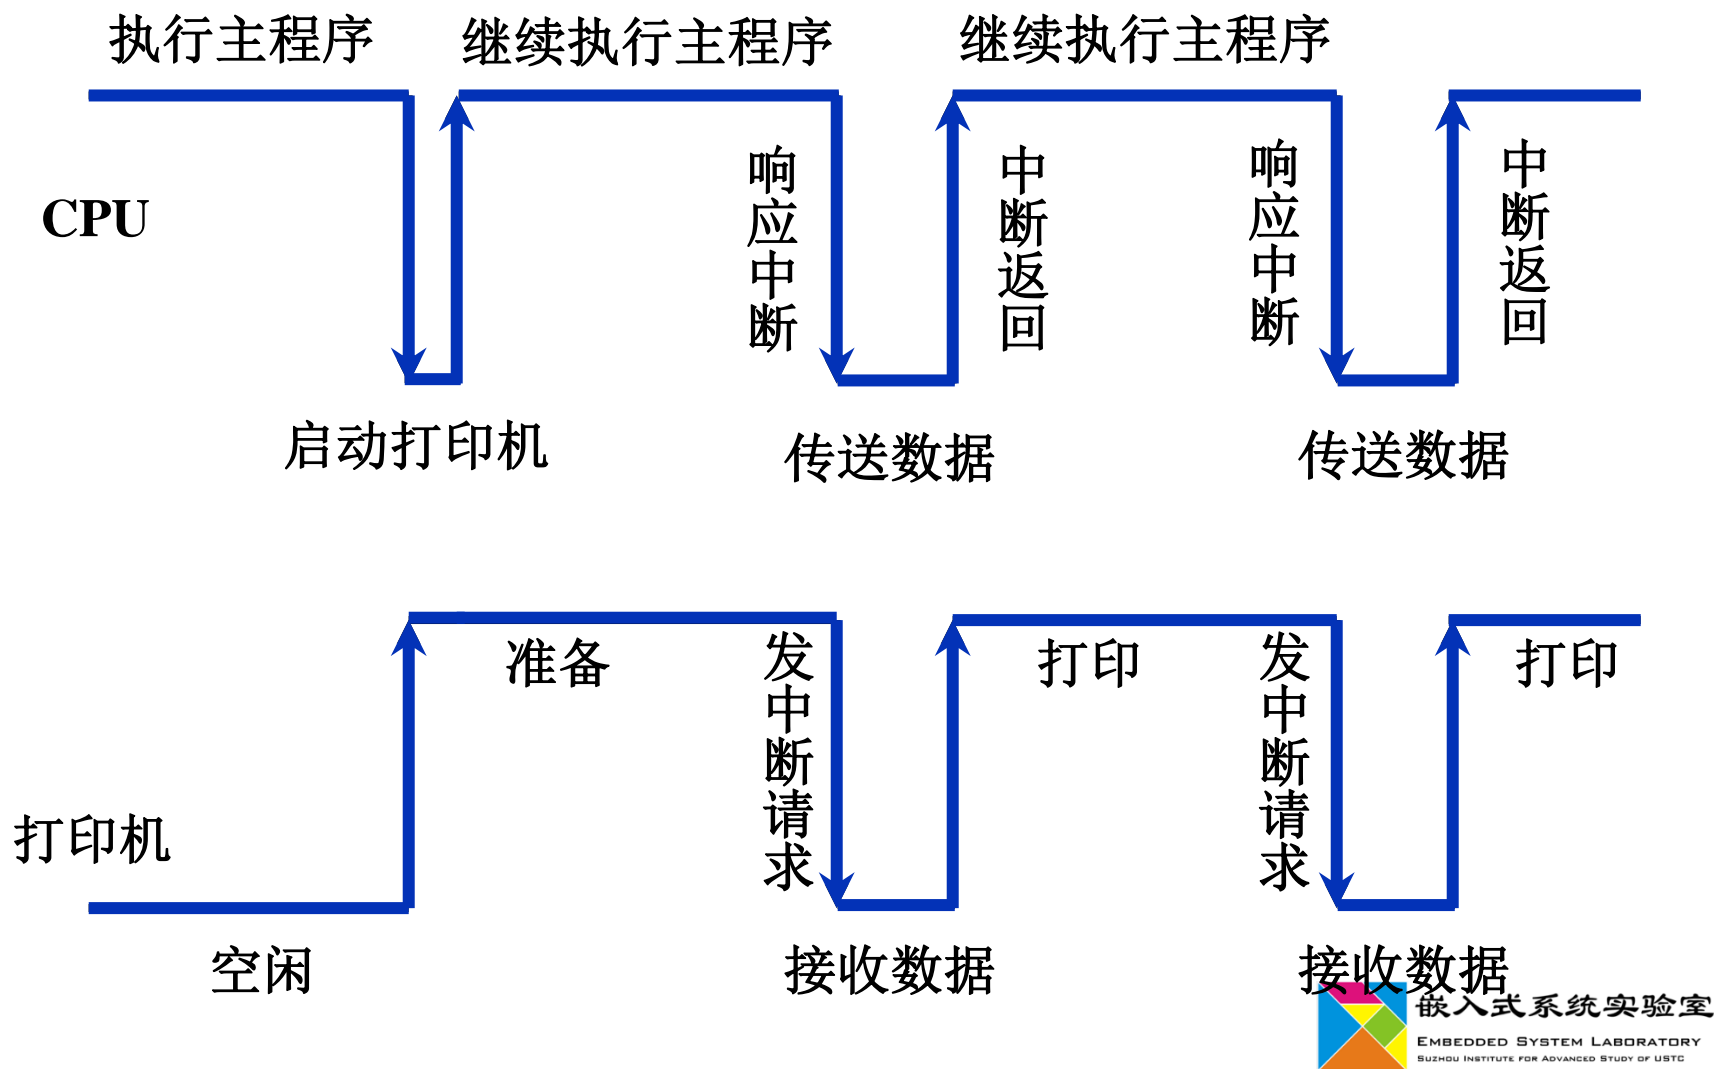 执行主程序
继续执行主程序
继续执行主程序
CPU
响应中断
中断返回
响应中断
中断返回
启动打印机
传送数据
传送数据
准备
发中断请求
打印
发中断请求
打印
打印机
空闲
接收数据
接收数据
嵌入式系统实验室
EMBEDDED SYSTEM LABORATORY
SUZHOU INSTITUTE FOR ADVANCED STUDY OF USTC